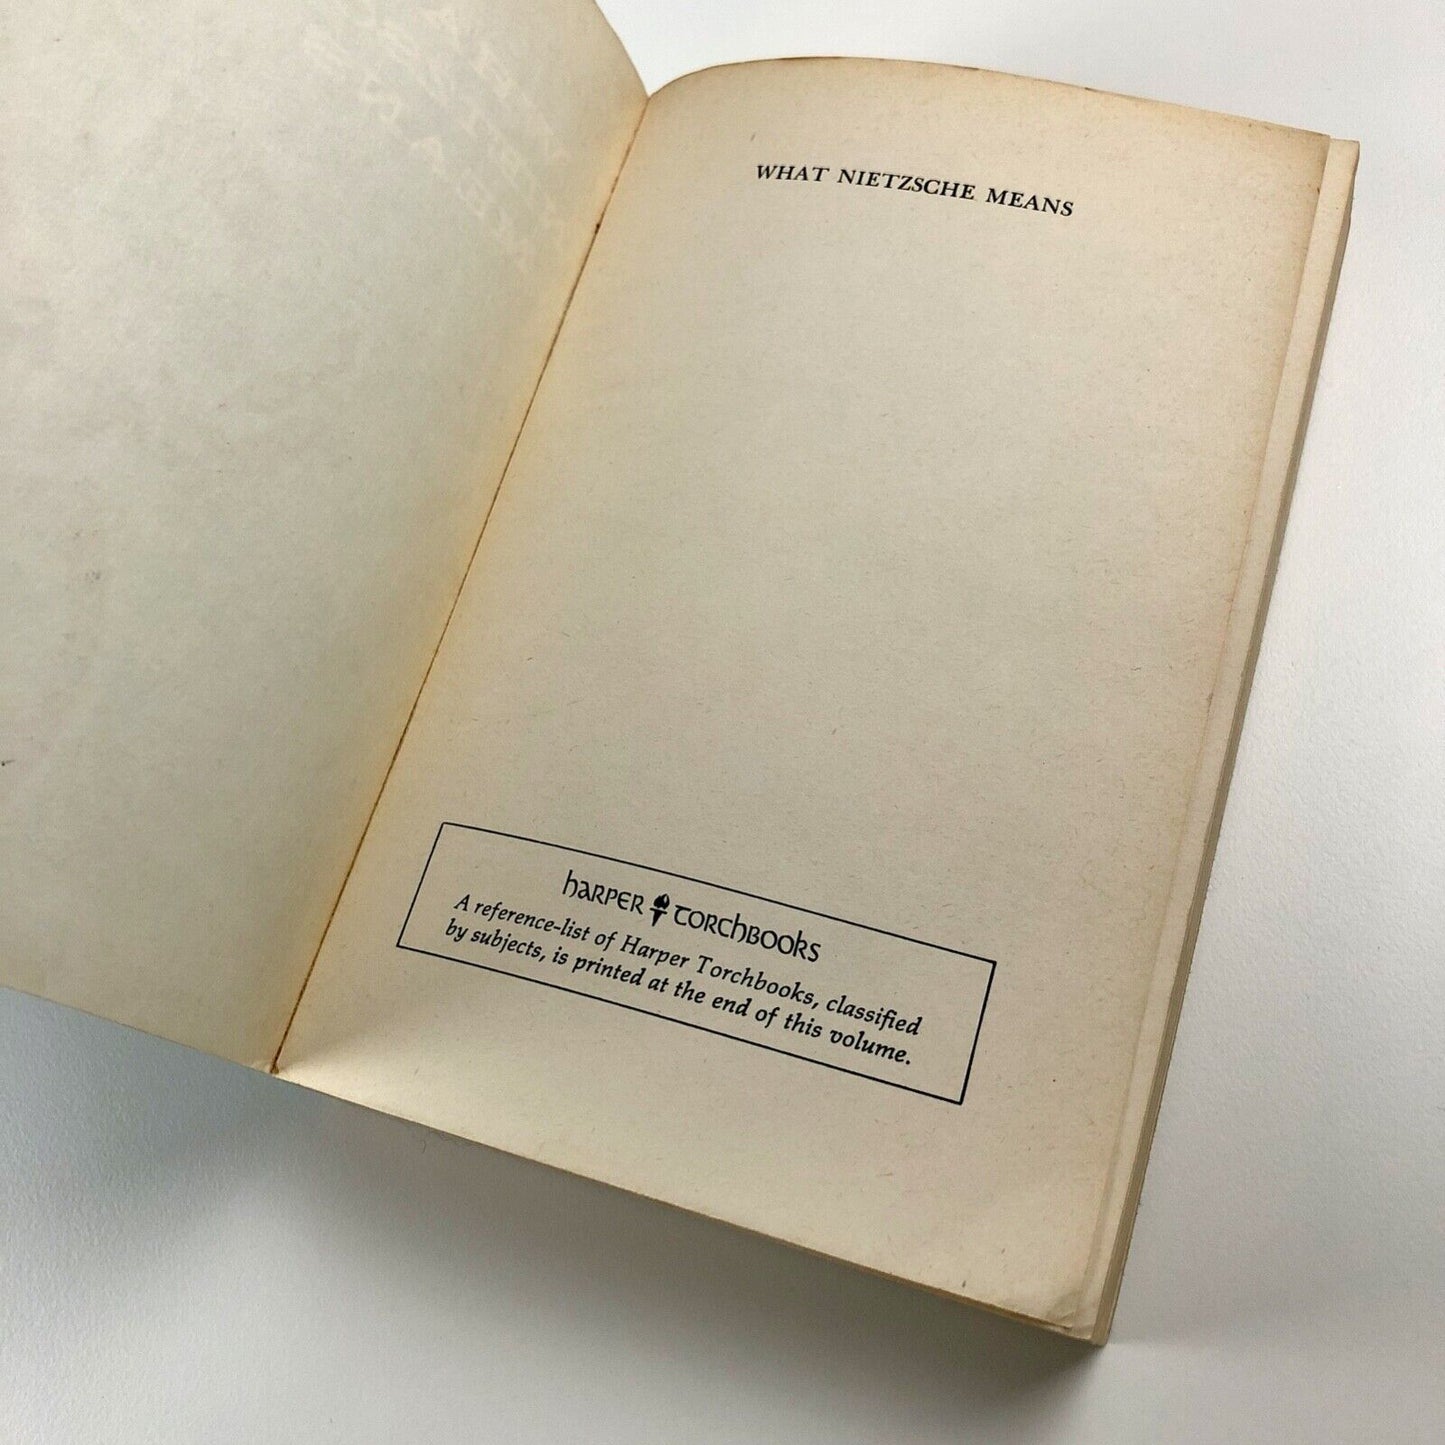 WHAT NIETZSCHE MEANS
hARPER TORChBOOKS
A reference-list of Harper Torchbooks, classified
by subjects, is printed at the end of this volume.